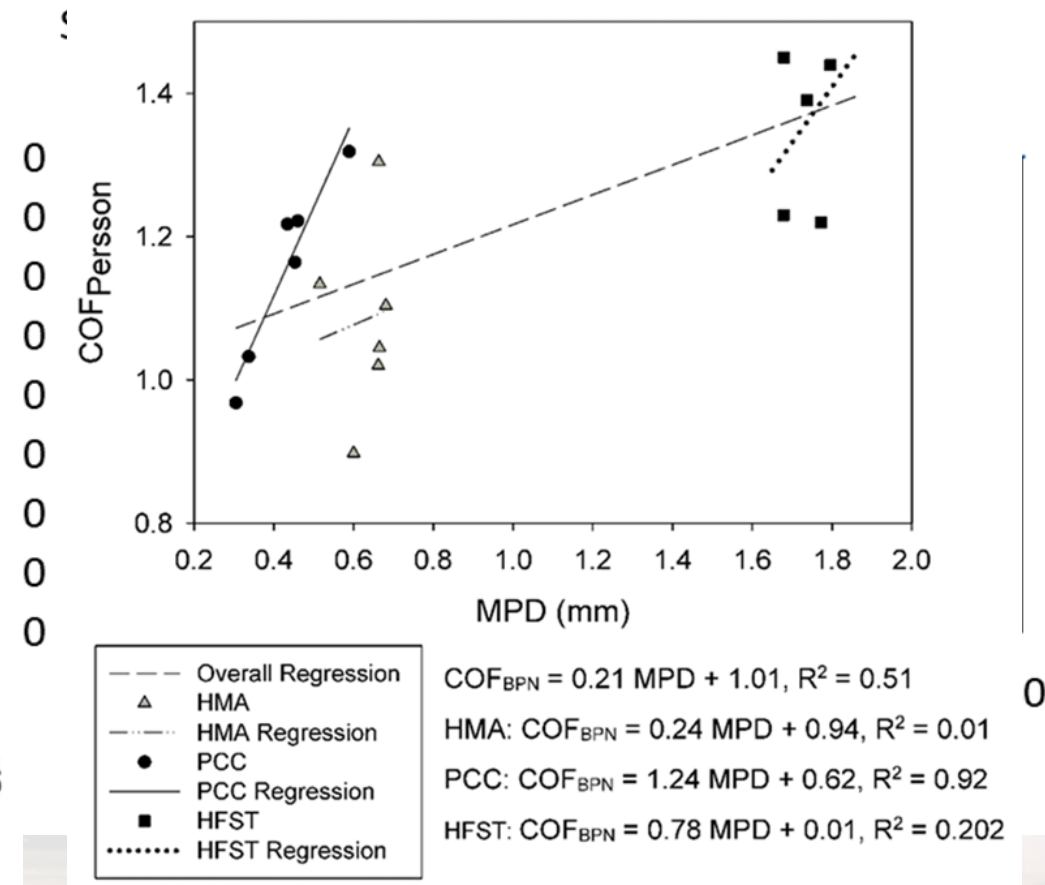 1.4
1.2
1.0
0.8
COFPersson
0.2 0.4 0.6 0.8 1.0 1.2 1.4 1.6 1.8 2.0
MPD (mm)
0
0
0
0
0
0
0
0
0
0
Overall Regression
HMA
HMA Regression
PCC
PCC Regression
HFST
HFST Regression
COFBPN = 0.21 MPD + 1.01, R² = 0.51
HMA: COFBPN = 0.24 MPD + 0.94, R² = 0.01
PCC: COFBPN = 1.24 MPD + 0.62, R² = 0.92
HFST: COFBPN = 0.78 MPD + 0.01, R² = 0.202